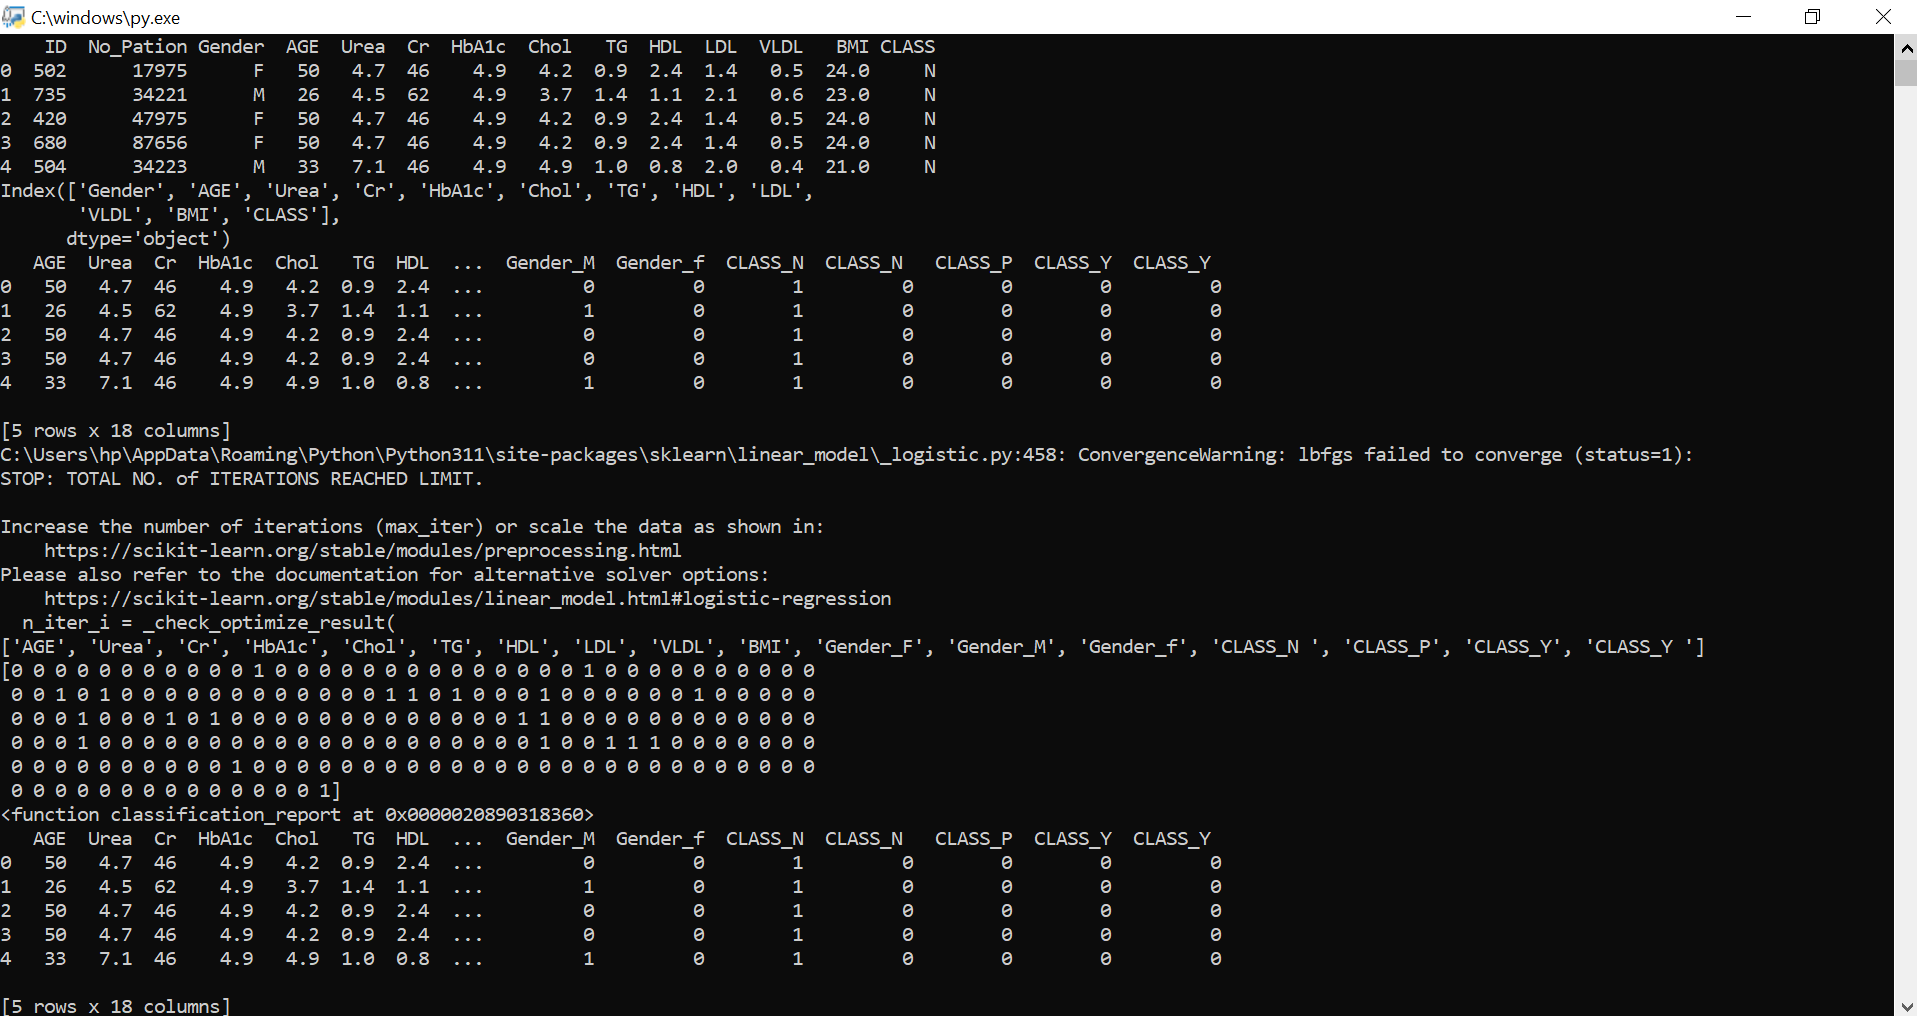 C:\windows\py.exe
    ID  No_Pation Gender  AGE  Urea  Cr  HbA1c  Chol   TG  HDL  LDL  VLDL   BMI CLASS
0  502      17975      F   50   4.7  46    4.9   4.2  0.9  2.4  1.4   0.5  24.0     N
1  735      34221      M   26   4.5  62    4.9   3.7  1.4  1.1  2.1   0.6  23.0     N
2  420      47975      F   50   4.7  46    4.9   4.2  0.9  2.4  1.4   0.5  24.0     N
3  680      87656      F   50   4.7  46    4.9   4.2  0.9  2.4  1.4   0.5  24.0     N
4  504      34223      M   33   7.1  46    4.9   4.9  1.0  0.8  2.0   0.4  21.0     N
Index(['Gender', 'AGE', 'Urea', 'Cr', 'HbA1c', 'Chol', 'TG', 'HDL', 'LDL',
       'VLDL', 'BMI', 'CLASS'],
      dtype='object')
   AGE  Urea  Cr  HbA1c  Chol   TG  HDL  ...  Gender_M  Gender_f  CLASS_N  CLASS_N   CLASS_P  CLASS_Y  CLASS_Y
0   50   4.7  46    4.9   4.2  0.9  2.4  ...         0         0        1         0        0        0         0
1   26   4.5  62    4.9   3.7  1.4  1.1  ...         1         0        1         0        0        0         0
2   50   4.7  46    4.9   4.2  0.9  2.4  ...         0         0        1         0        0        0         0
3   50   4.7  46    4.9   4.2  0.9  2.4  ...         0         0        1         0        0        0         0
4   33   7.1  46    4.9   4.9  1.0  0.8  ...         1         0        1         0        0        0         0
[5 rows x 18 columns]
C:\Users\hp\AppData\Roaming\Python\Python311\site-packages\sklearn\linear_model\_logistic.py:458: ConvergenceWarning: lbfgs failed to converge (status=1):
STOP: TOTAL NO. of ITERATIONS REACHED LIMIT.
Increase the number of iterations (max_iter) or scale the data as shown in:
    https://scikit-learn.org/stable/modules/preprocessing.html
Please also refer to the documentation for alternative solver options:
    https://scikit-learn.org/stable/modules/linear_model.html#logistic-regression
  n_iter_i = _check_optimize_result(
['AGE', 'Urea', 'Cr', 'HbA1c', 'Chol', 'TG', 'HDL', 'LDL', 'VLDL', 'BMI', 'Gender_F', 'Gender_M', 'Gender_f', 'CLASS_N ', 'CLASS_P', 'CLASS_Y', 'CLASS_Y ']
[0 0 0 0 0 0 0 0 0 0 0 1 0 0 0 0 0 0 0 0 0 0 0 0 0 0 1 0 0 0 0 0 0 0 0 0 0
 0 0 1 0 1 0 0 0 0 0 0 0 0 0 0 0 0 1 1 0 1 0 0 0 1 0 0 0 0 0 0 1 0 0 0 0 0
 0 0 0 1 0 0 0 1 0 1 0 0 0 0 0 0 0 0 0 0 0 0 0 1 1 0 0 0 0 0 0 0 0 0 0 0 0
 0 0 0 1 0 0 0 0 0 0 0 0 0 0 0 0 0 0 0 0 0 0 0 0 1 0 0 1 1 1 0 0 0 0 0 0 0
 0 0 0 0 0 0 0 0 0 0 1 0 0 0 0 0 0 0 0 0 0 0 0 0 0 0 0 0 0 0 0 0 0 0 0 0 0
 0 0 0 0 0 0 0 0 0 0 0 0 0 0 1]
<function classification_report at 0x0000020890318360>
   AGE  Urea  Cr  HbA1c  Chol   TG  HDL  ...  Gender_M  Gender_f  CLASS_N  CLASS_N   CLASS_P  CLASS_Y  CLASS_Y
0   50   4.7  46    4.9   4.2  0.9  2.4  ...         0         0        1         0        0        0         0
1   26   4.5  62    4.9   3.7  1.4  1.1  ...         1         0        1         0        0        0         0
2   50   4.7  46    4.9   4.2  0.9  2.4  ...         0         0        1         0        0        0         0
3   50   4.7  46    4.9   4.2  0.9  2.4  ...         0         0        1         0        0        0         0
4   33   7.1  46    4.9   4.9  1.0  0.8  ...         1         0        1         0        0        0         0
[5 rows x 18 columns]